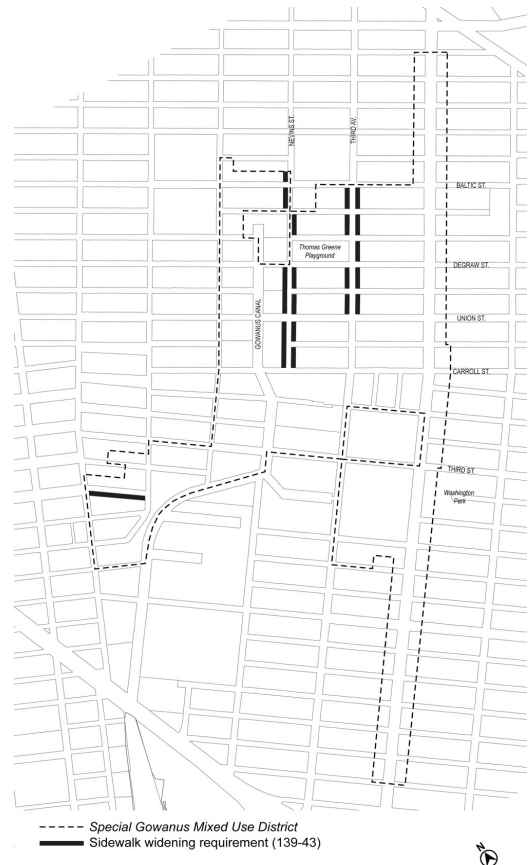 NEVINS ST.
THIRD AV.
BALTIC ST.
Thomas Greene
Playground
DEGRAW ST.
GOWANUS CANAL
UNION ST.
CARROLL ST.
THIRD ST.
Washington
Park
Special Gowanus Mixed Use District
Sidewalk widening requirement (139-43)
N